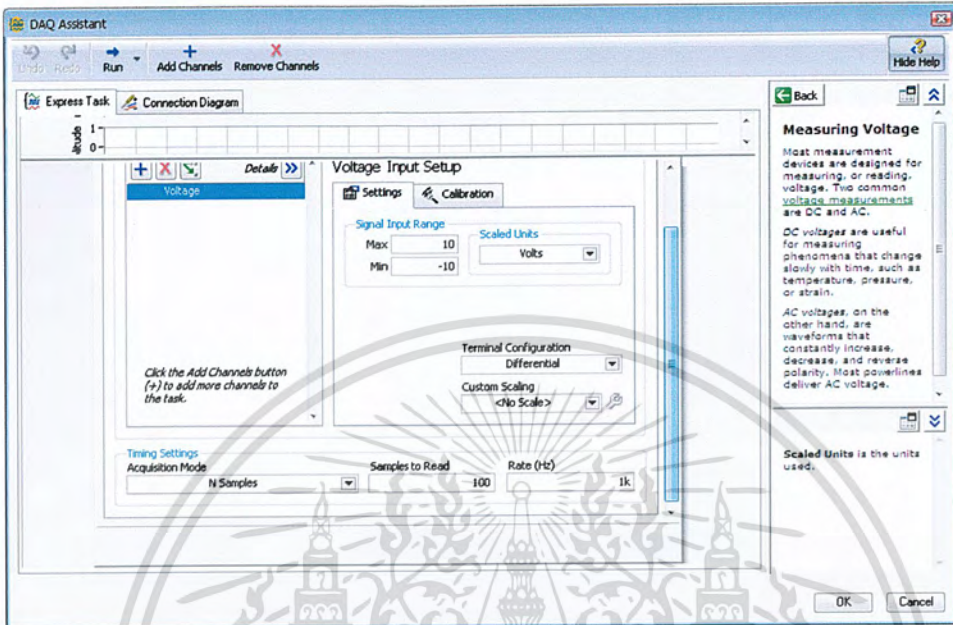 DAQ Assistant
Undo Redo Run Add Channels Remove Channels Hide Help
Express Task Connection Diagram
1
0
Details
Voltage
Click the Add Channels button
(+) to add more channels to
the task.
Voltage Input Setup
Settings Calibration
Signal Input Range
Max 10
Min -10
Scaled Units
Volts
Terminal Configuration
Differential
Custom Scaling
<No Scale>
Timing Settings
Acquisition Mode Samples to Read Rate (Hz)
N Samples 100 1k
Back
Measuring Voltage
Most measurement
devices are designed for
measuring, or reading,
voltage. Two common
voltage measurements
are DC and AC.
DC voltages are useful
for measuring
phenomena that change
slowly with time, such as
temperature, pressure,
or strain.
AC voltages, on the
other hand, are
waveforms that
constantly increase,
decrease, and reverse
polarity. Most powerlines
deliver AC voltage.
Scaled Units is the units
used.
OK Cancel